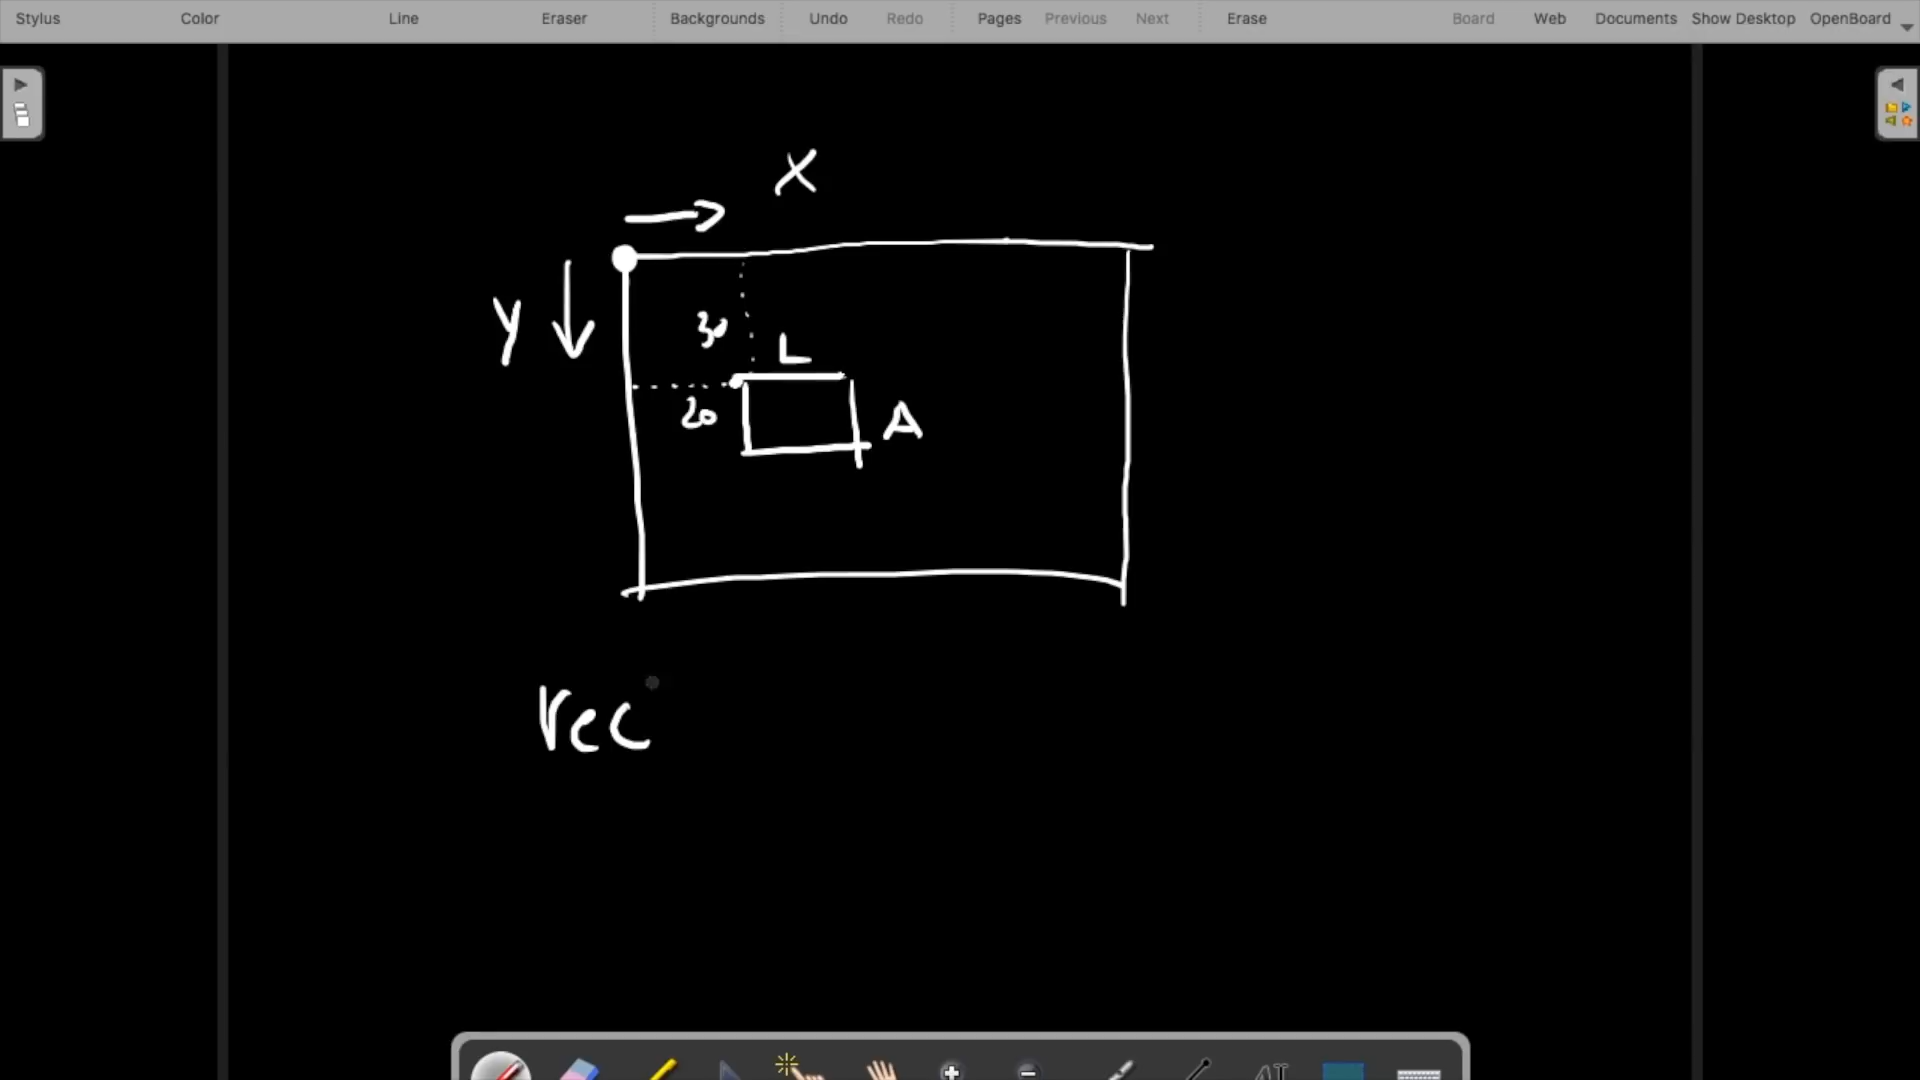 Stylus Color Line Eraser Backgrounds Undo Redo Pages Previous Next Erase Board Web Documents Show Desktop OpenBoard
X
y
30
L
20
A
rec
AI